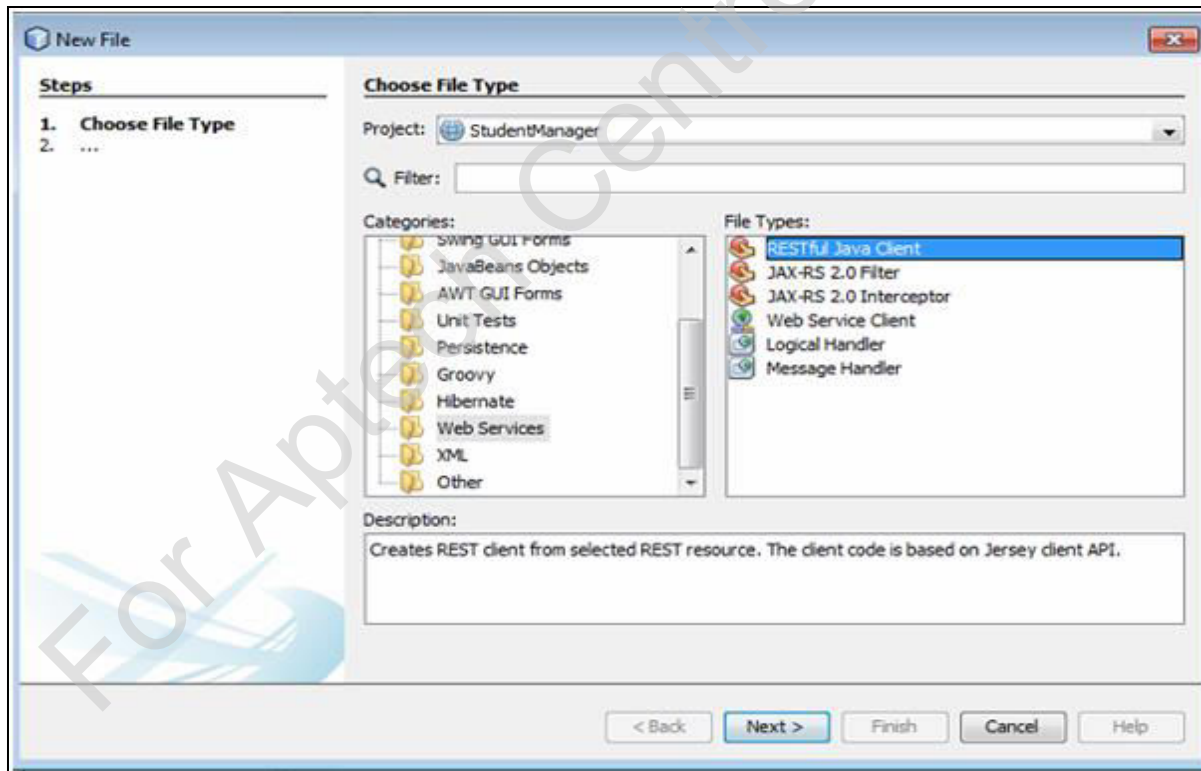 New File
Steps
1. Choose File Type
2. ...
Choose File Type
Project: StudentManager
Filter:
Categories:
Swing GUI Forms
JavaBeans Objects
AWT GUI Forms
Unit Tests
Persistence
Groovy
Hibernate
Web Services
XML
Other
File Types:
RESTful Java Client
JAX-RS 2.0 Filter
JAX-RS 2.0 Interceptor
Web Service Client
Logical Handler
Message Handler
Description:
Creates REST client from selected REST resource. The client code is based on Jersey client API.
< Back Next > Finish Cancel Help
For Aptech Centre